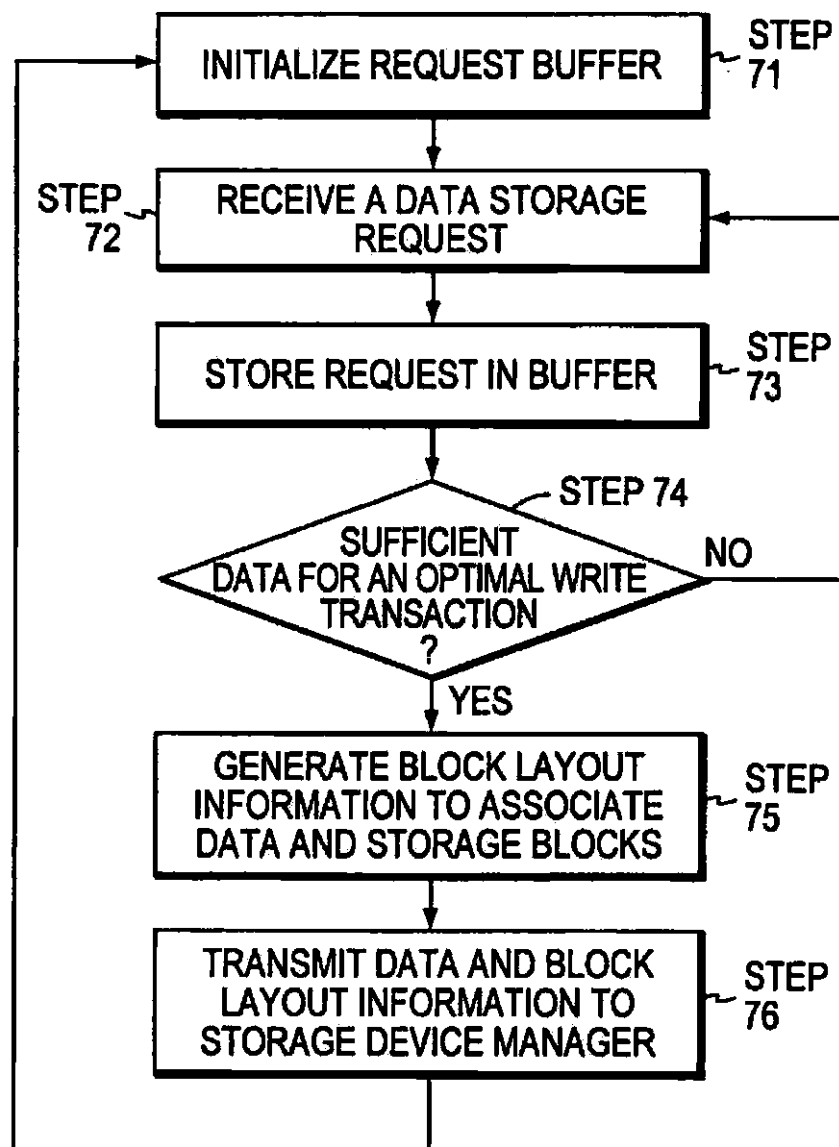 INITIALIZE REQUEST BUFFER
STEP
71
STEP
72
RECEIVE A DATA STORAGE
REQUEST
STORE REQUEST IN BUFFER
STEP
73
STEP 74
SUFFICIENT
DATA FOR AN OPTIMAL WRITE
TRANSACTION
?
NO
YES
GENERATE BLOCK LAYOUT
INFORMATION TO ASSOCIATE
DATA AND STORAGE BLOCKS
STEP
75
TRANSMIT DATA AND BLOCK
LAYOUT INFORMATION TO
STORAGE DEVICE MANAGER
STEP
76